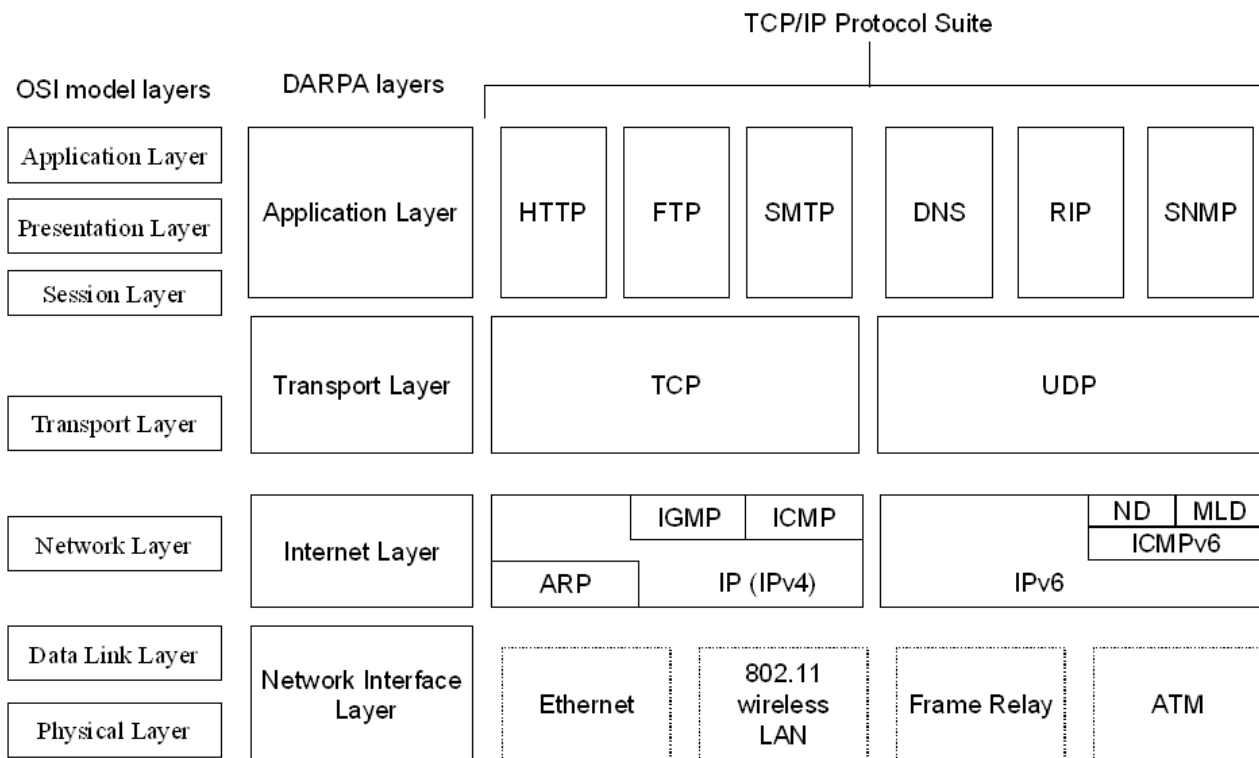 TCP/IP Protocol Suite
OSI model layers
DARPA layers
Application Layer
Presentation Layer
Session Layer
Application Layer
HTTP
FTP
SMTP
DNS
RIP
SNMP
Transport Layer
Transport Layer
TCP
UDP
Network Layer
Internet Layer
IGMP
ICMP
ARP
IP (IPv4)
ND
MLD
ICMPv6
IPv6
Data Link Layer
Physical Layer
Network Interface
Layer
Ethernet
802.11
wireless
LAN
Frame Relay
ATM